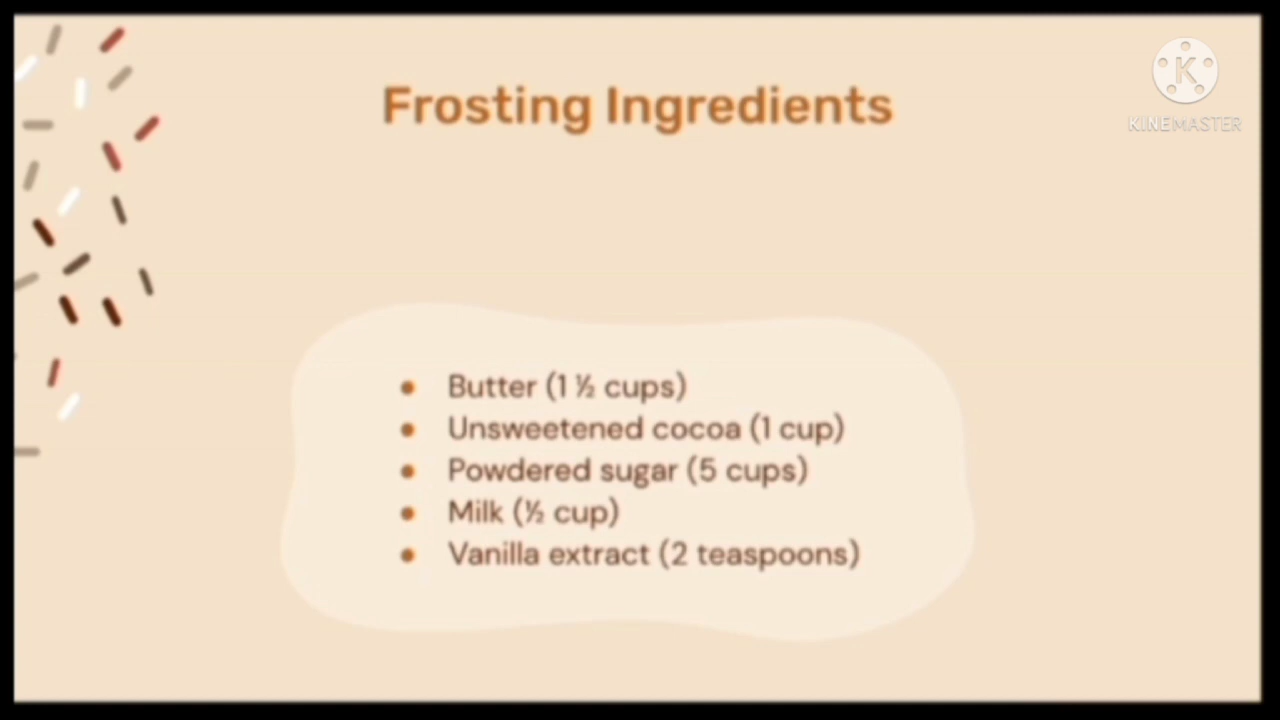 Frosting Ingredients
K
KINEMASTER
Butter (1 ½ cups)
Unsweetened cocoa (1 cup)
Powdered sugar (5 cups)
Milk (½ cup)
Vanilla extract (2 teaspoons)